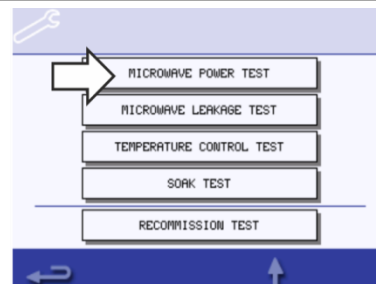 MICROWAVE POWER TEST
MICROWAVE LEAKAGE TEST
TEMPERATURE CONTROL TEST
SOAK TEST
RECOMMISSION TEST